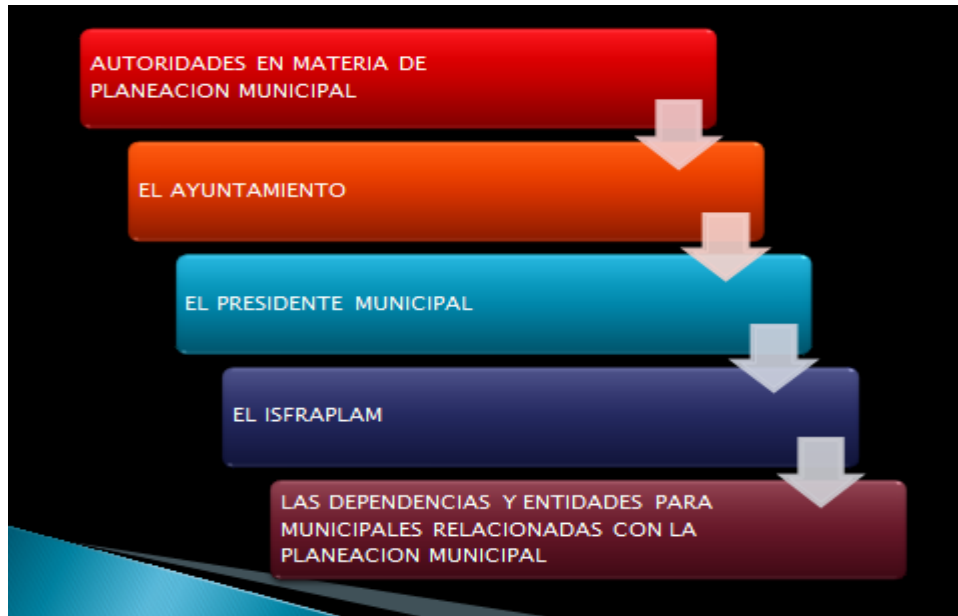 AUTORIDADES EN MATERIA DE
PLANEACION MUNICIPAL
EL AYUNTAMIENTO
EL PRESIDENTE MUNICIPAL
EL ISFRAPLAM
LAS DEPENDENCIAS Y ENTIDADES PARA
MUNICIPALES RELACIONADAS CON LA
PLANEACION MUNICIPAL